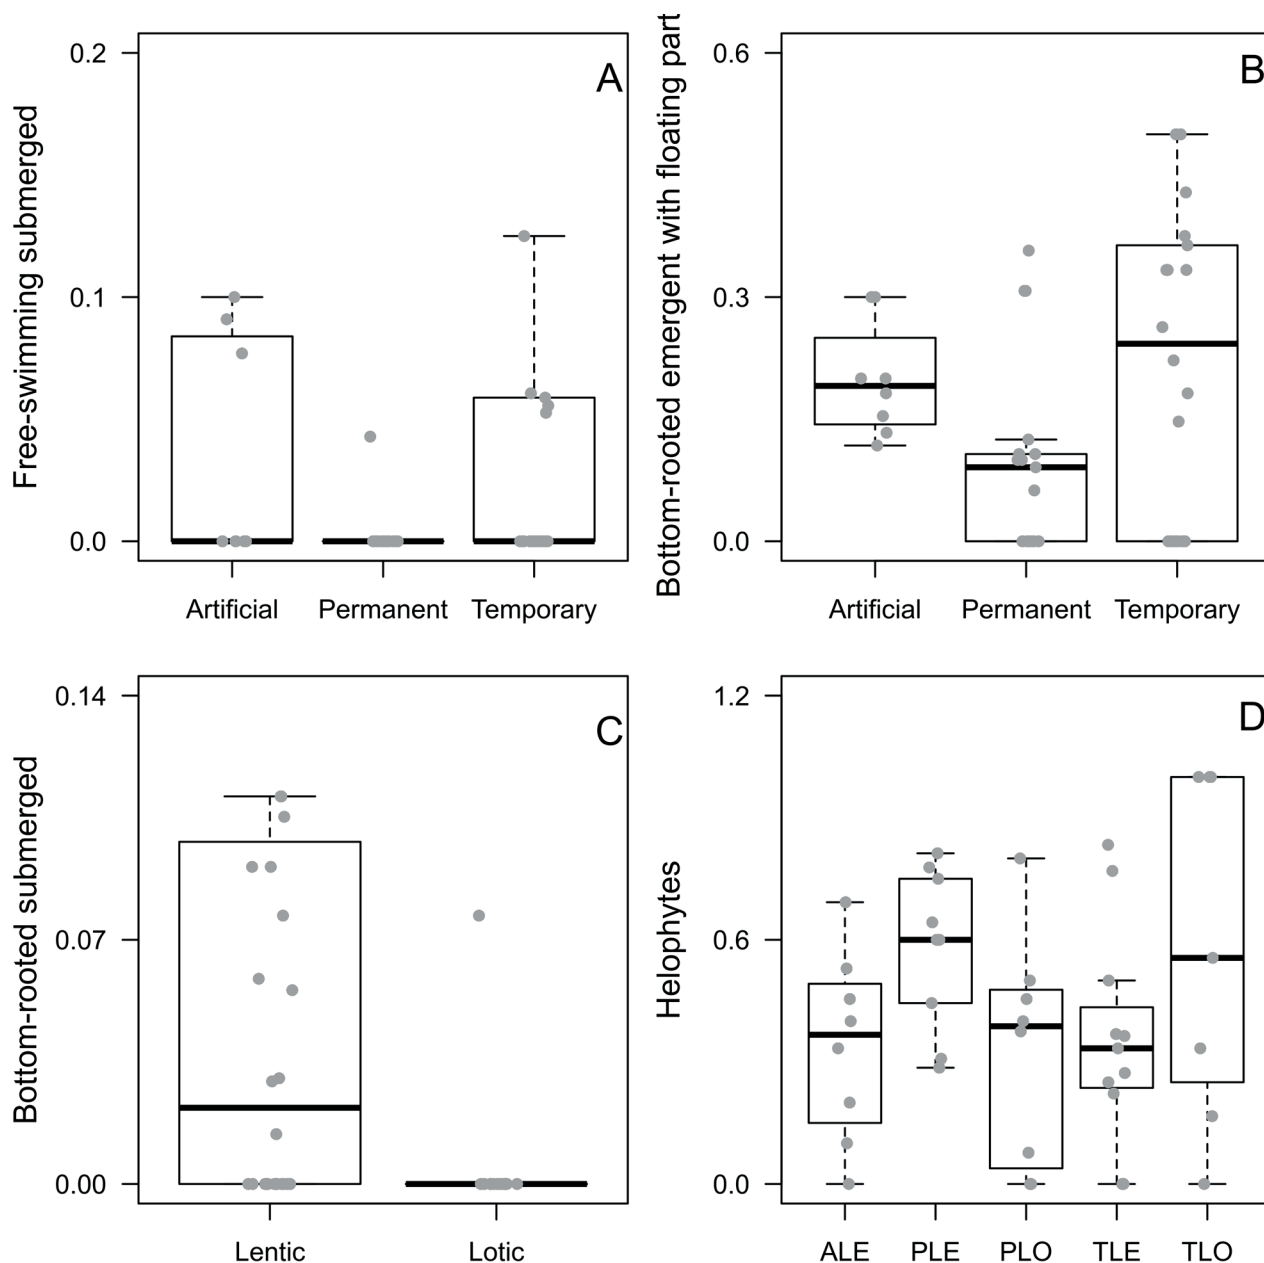 A
Free-swimming submerged
0.2
0.1
0.0
Artificial Permanent Temporary
B
Bottom-rooted emergent with floating part
0.6
0.3
0.0
Artificial Permanent Temporary
C
Bottom-rooted submerged
0.14
0.07
0.00
Lentic Lotic
D
Helophytes
1.2
0.6
0.0
ALE PLE PLO TLE TLO